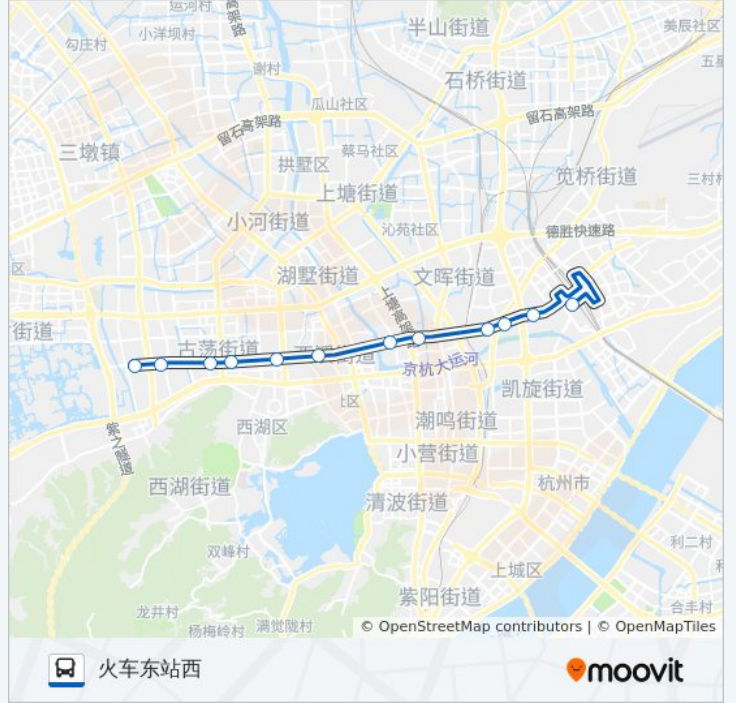 运河村
高架路
半山街道
美辰社区
小洋坝村
勾庄村
谢村
石桥街道
瓜山社区
留石高架路
留石高架路
三墩镇
蔡马社区
拱墅区
笕桥街道
上塘街道
小河街道
沁苑社区
德胜快速路
区
湖墅街道
文晖街道
上塘高架
街道
古荡街道
街道
京杭大运河
凯旋街道
社区
潮鸣街道
西湖区
紫之隧道
小营街道
西湖街道
杭州市
清波街道
双峰村
利二村
上城区
紫阳街道
龙井村
杨梅岭村
满觉陇村
合丰村
© OpenStreetMap contributors | © OpenMapTiles
火车东站西
moovit